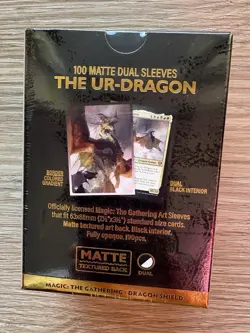 100 MATTE DUAL SLEEVES
THE UR-DRAGON
BORDER
COLORED
GRADIENT
DUAL
BLACK INTERIOR
Officially licensed Magic: The Gathering Art Sleeves
that fit 63x88mm (2½"x3½") standard size cards.
Matte textured art back. Black interior.
Fully opaque. 100pcs.
MATTE
TEXTURED BACK
DUAL
MAGIC: THE GATHERING · DRAGON SHIELD